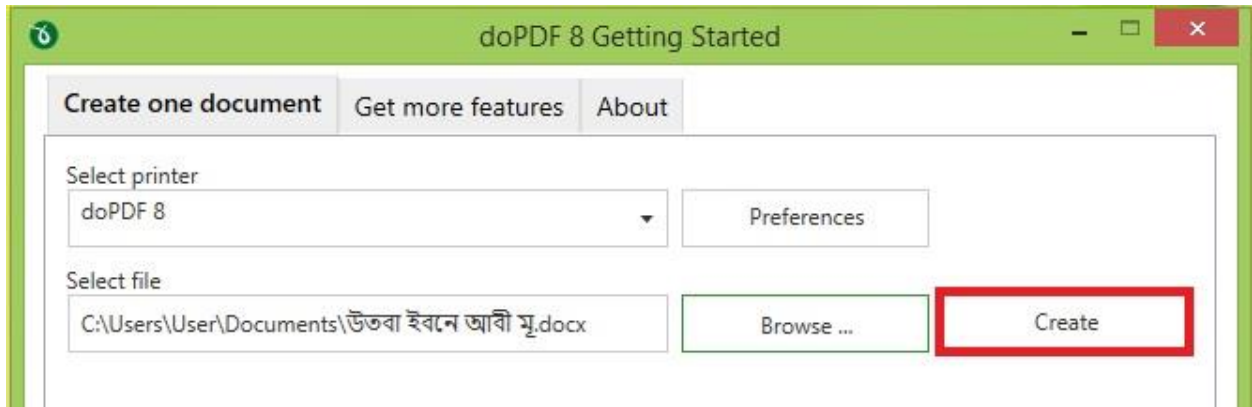 doPDF 8 Getting Started
Create one document Get more features About
Select printer
doPDF 8 Preferences
Select file
C:\Users\User\Documents\উতবা ইবনে আবী মূ.docx Browse ... Create